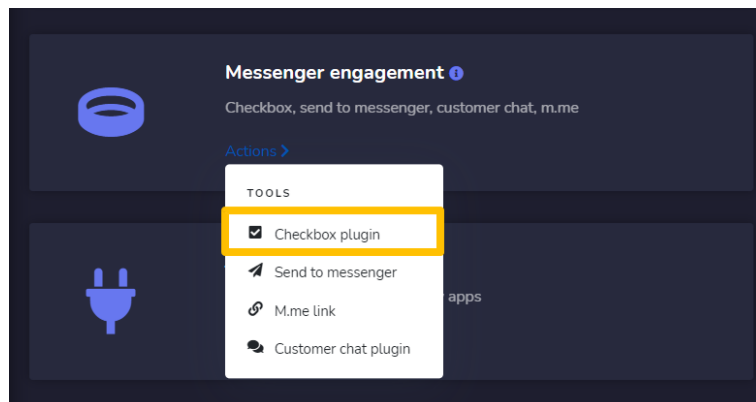 Messenger engagement
Checkbox, send to messenger, customer chat, m.me
Actions
TOOLS
Checkbox plugin
Send to messenger
apps
M.me link
Customer chat plugin